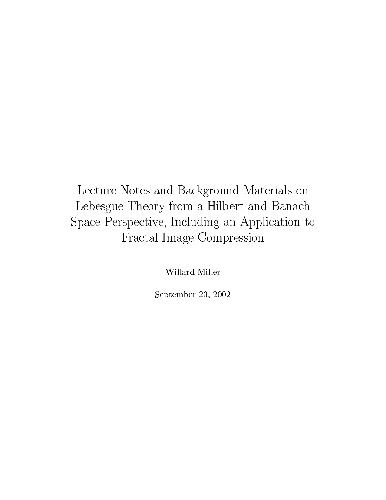 Lecture Notes and Background Materials on
Lebesgue Theory from a Hilbert and Banach
Space Perspective, Including an Application to
Fractal Image Compression
Willard Miller
September 23, 2002